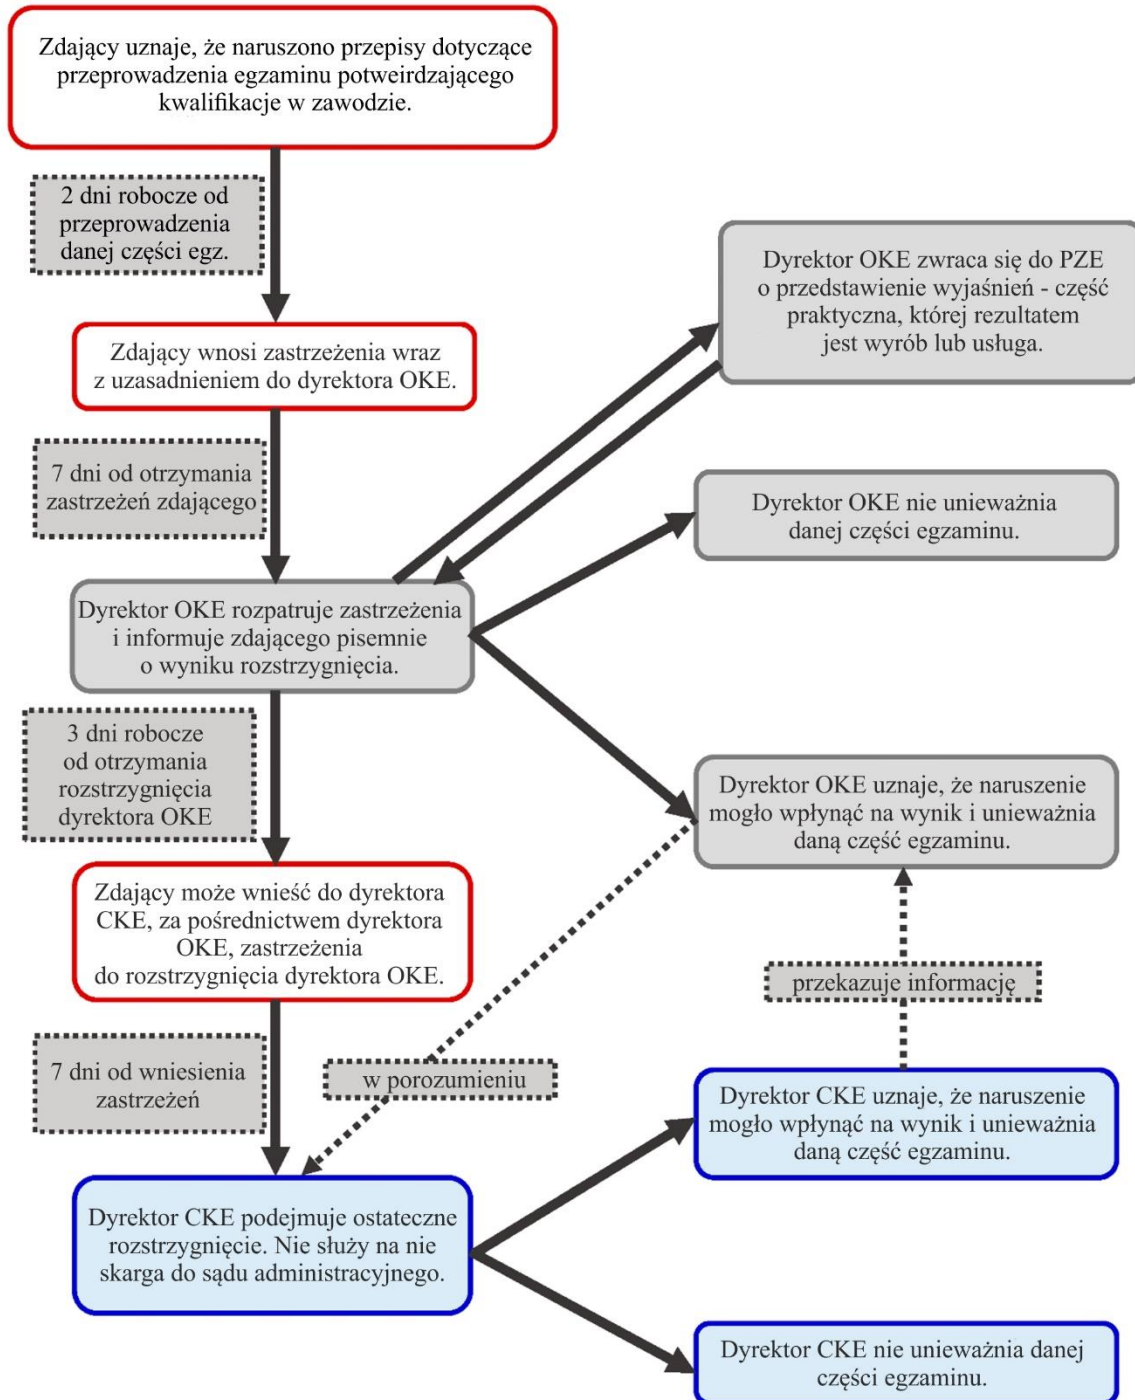 Zdający uznaje, że naruszono przepisy dotyczące
przeprowadzenia egzaminu potweirdzającego
kwalifikacje w zawodzie.
2 dni robocze od
przeprowadzenia
danej części egz.
Zdający wnosi zastrzeżenia wraz
z uzasadnieniem do dyrektora OKE.
Dyrektor OKE zwraca się do PZE
o przedstawienie wyjaśnień - część
praktyczna, której rezultatem
jest wyrób lub usługa.
7 dni od otrzymania
zastrzeżeń zdającego
Dyrektor OKE nie unieważnia
danej części egzaminu.
Dyrektor OKE rozpatruje zastrzeżenia
i informuje zdającego pisemnie
o wyniku rozstrzygnięcia.
3 dni robocze
od otrzymania
rozstrzygnięcia
dyrektora OKE
Dyrektor OKE uznaje, że naruszenie
mogło wpłynąć na wynik i unieważnia
daną część egzaminu.
Zdający może wnieść do dyrektora
CKE, za pośrednictwem dyrektora
OKE, zastrzeżenia
do rozstrzygnięcia dyrektora OKE.
przekazuje informację
7 dni od wniesienia
zastrzeżeń
w porozumieniu
Dyrektor CKE uznaje, że naruszenie
mogło wpłynąć na wynik i unieważnia
daną część egzaminu.
Dyrektor CKE podejmuje ostateczne
rozstrzygnięcie. Nie służy na nie
skarga do sądu administracyjnego.
Dyrektor CKE nie unieważnia danej
części egzaminu.